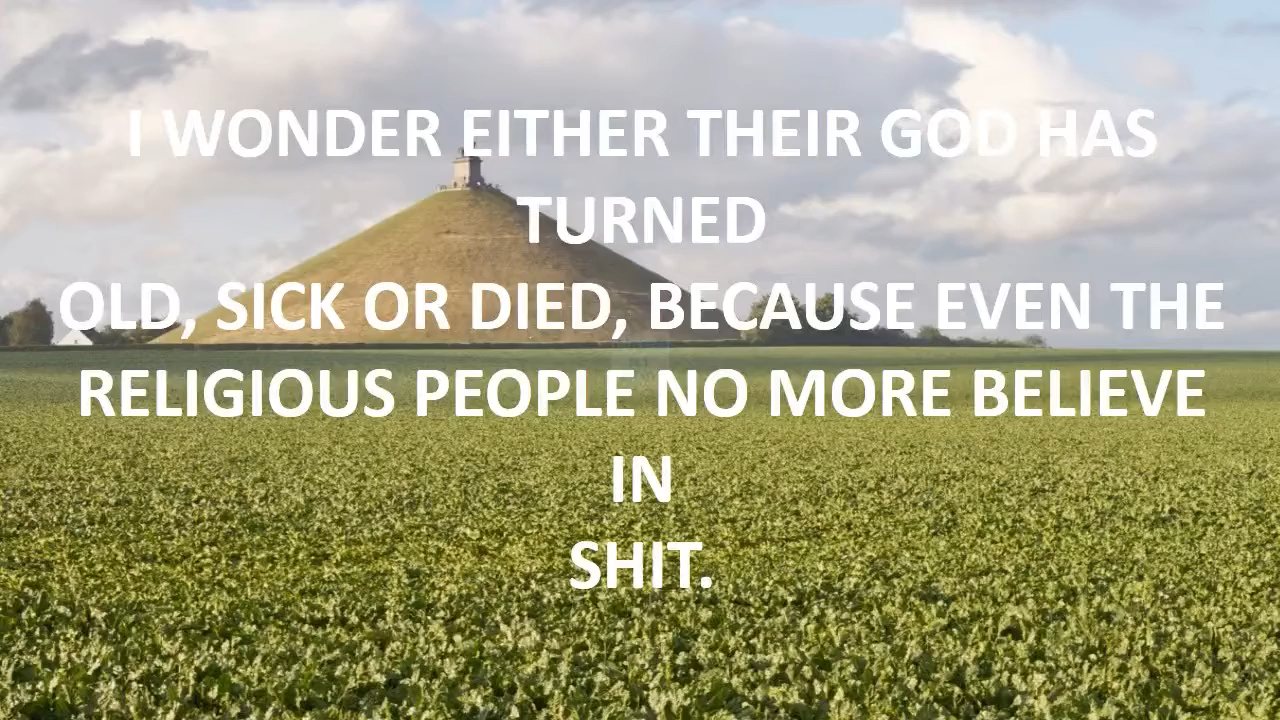 I WONDER EITHER THEIR GOD HAS
TURNED
OLD, SICK OR DIED, BECAUSE EVEN THE
RELIGIOUS PEOPLE NO MORE BELIEVE
IN
SHIT.